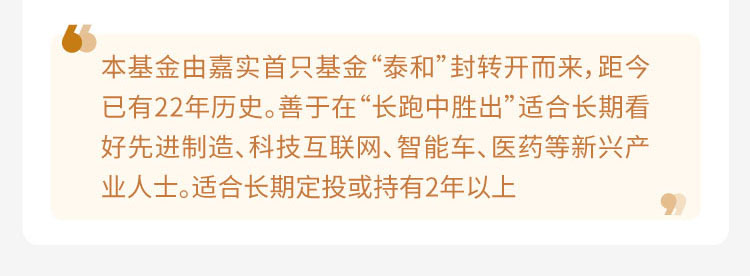 本基金由嘉实首只基金“泰和”封转开而来，距今
已有22年历史。善于在“长跑中胜出”适合长期看
好先进制造、科技互联网、智能车、医药等新兴产
业人士。适合长期定投或持有2年以上